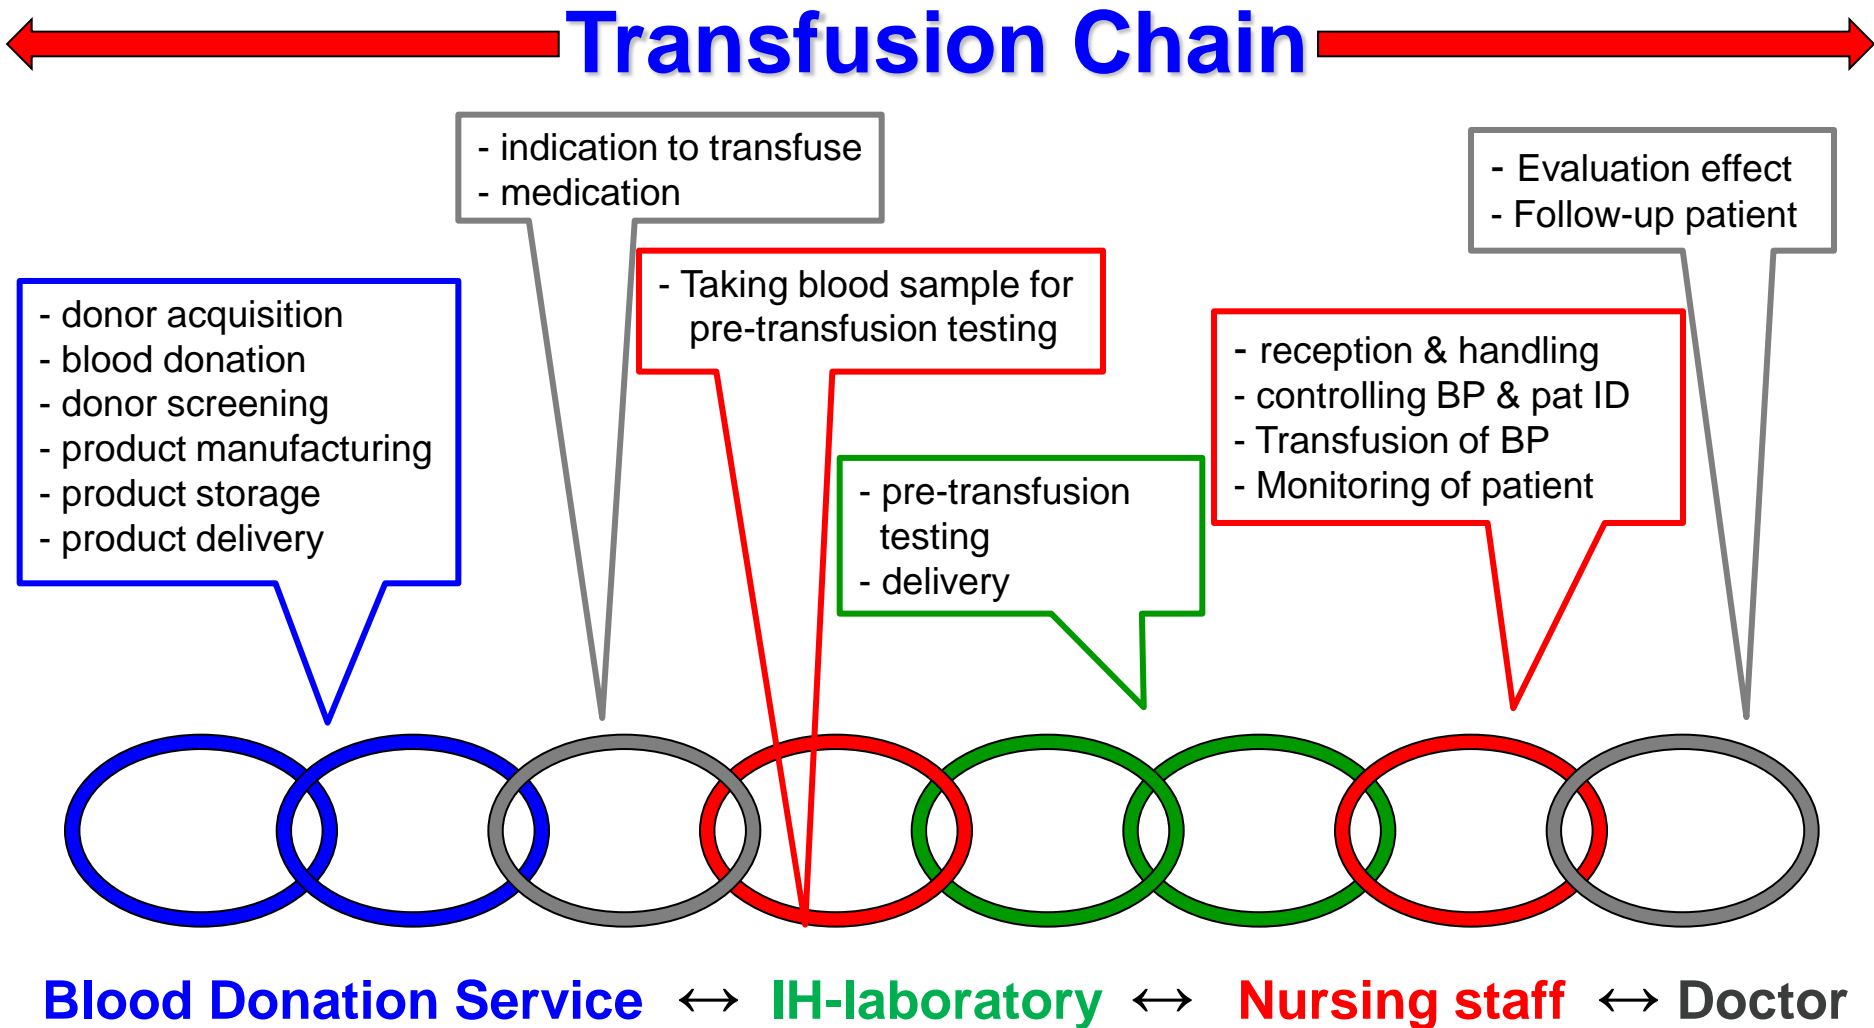 Transfusion Chain
- indication to transfuse
- medication
- Evaluation effect
- Follow-up patient
- donor acquisition
- blood donation
- donor screening
- product manufacturing
- product storage
- product delivery
- Taking blood sample for
pre-transfusion testing
- pre-transfusion
testing
- delivery
- reception & handling
- controlling BP & pat ID
- Transfusion of BP
- Monitoring of patient
Blood Donation Service ↔ IH-laboratory ↔ Nursing staff ↔ Doctor